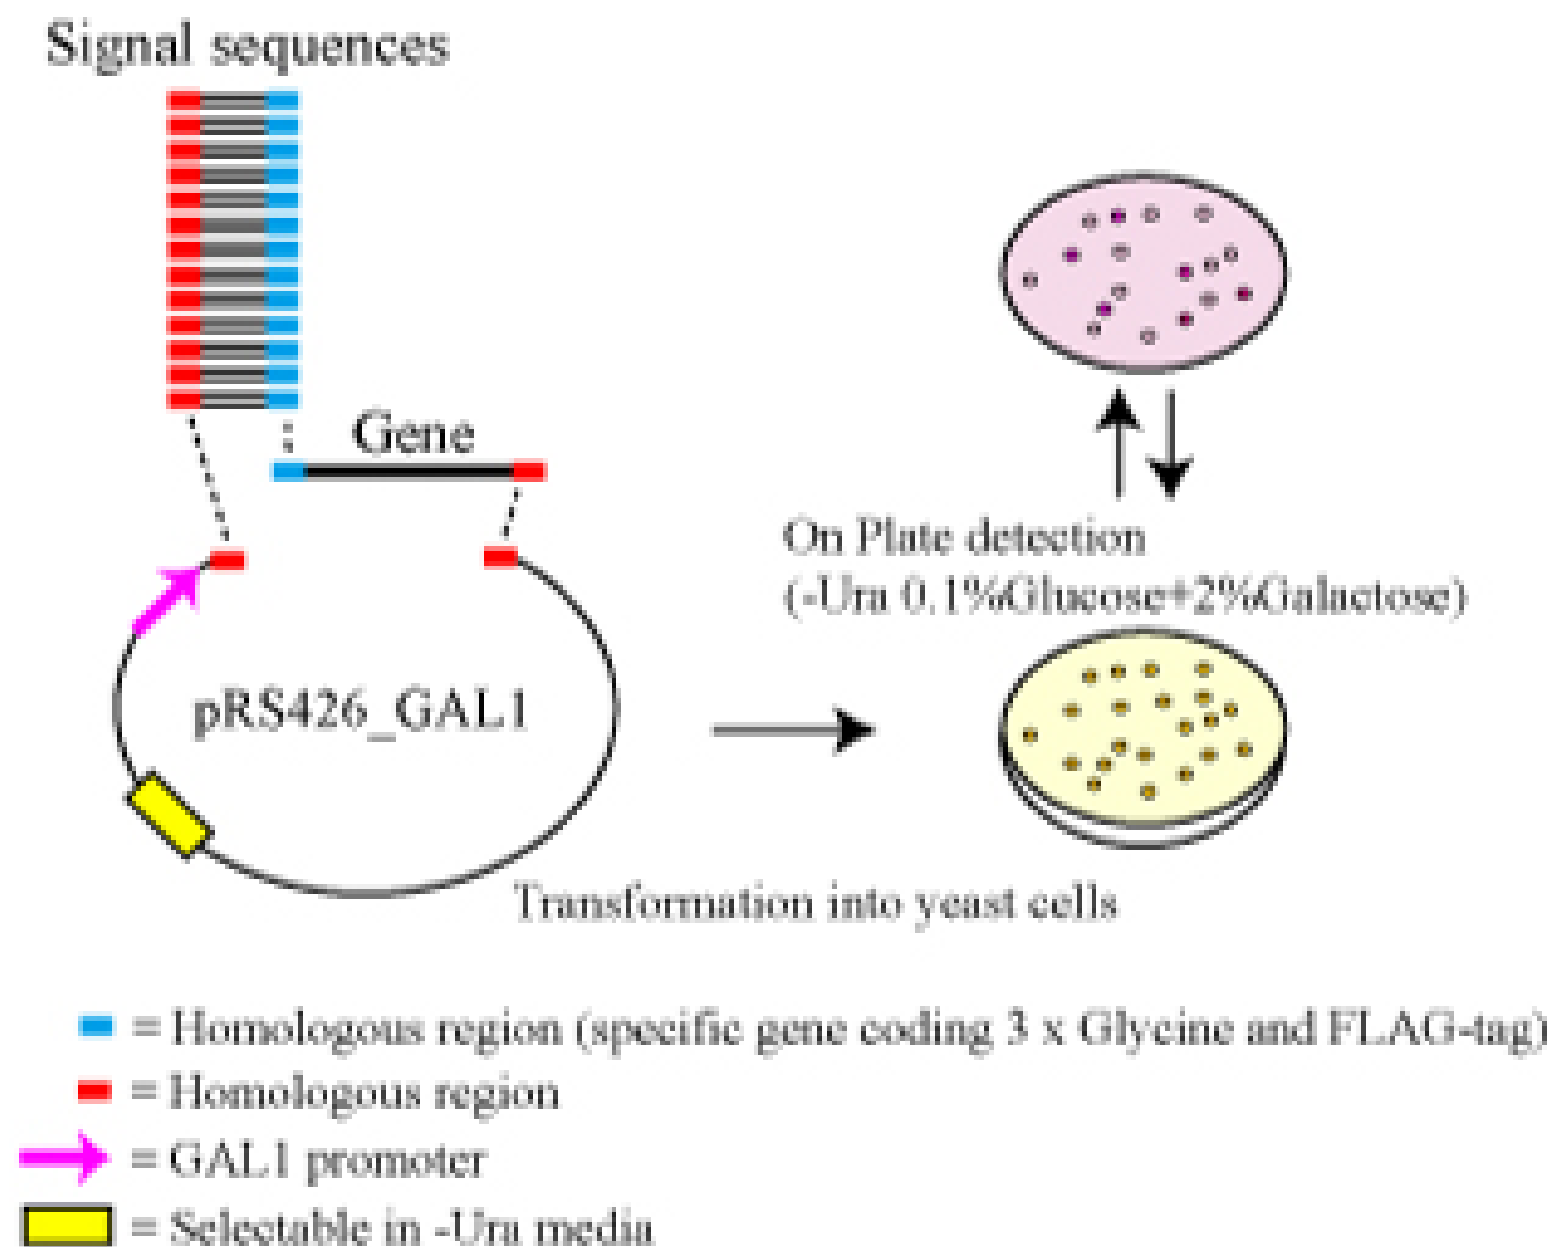 Signal sequences
Gene
On Plate detection
(-Ura 0.1%Glucose+2%Galactose)
pRS426_GAL1
Transformation into yeast cells
= Homologous region (specific gene coding 3 x Glycine and FLAG-tag)
= Homologous region
= GAL1 promoter
= Selectable in -Ura media